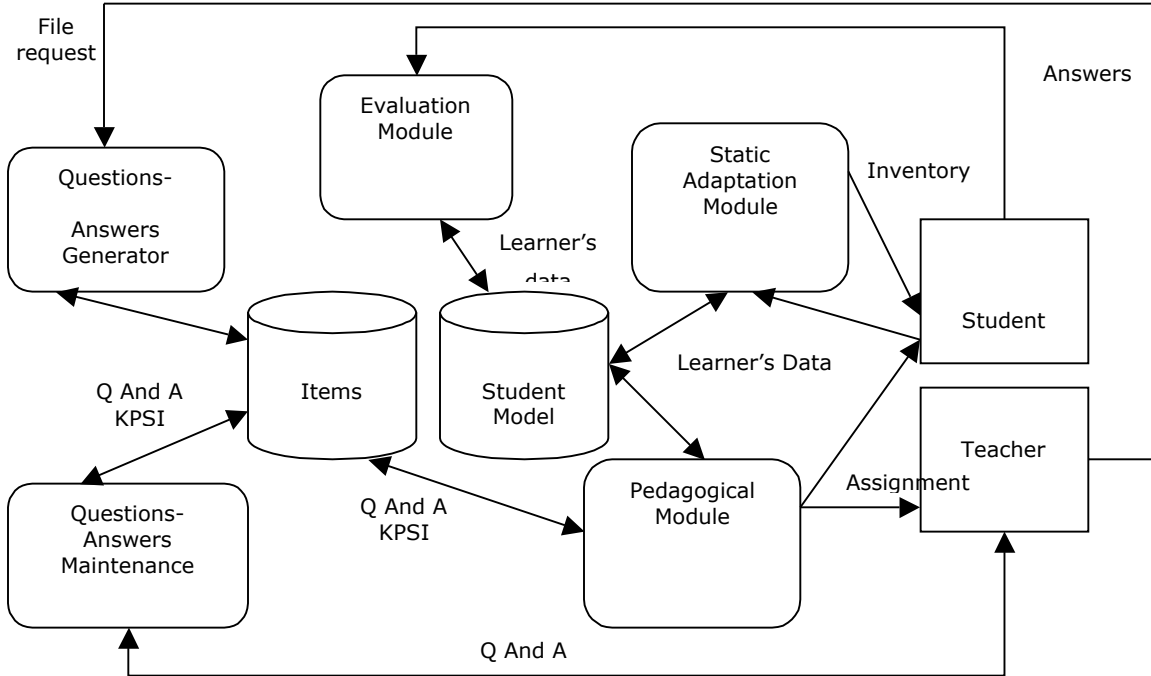 File
request
Answers
Evaluation
Module
Static
Adaptation
Module
Inventory
Questions-
Answers
Generator
Learner’s
data
Student
Learner’s Data
Items
Student
Model
Q And A
KPSI
Teacher
Assignment
Pedagogical
Module
Q And A
KPSI
Questions-
Answers
Maintenance
Q And A